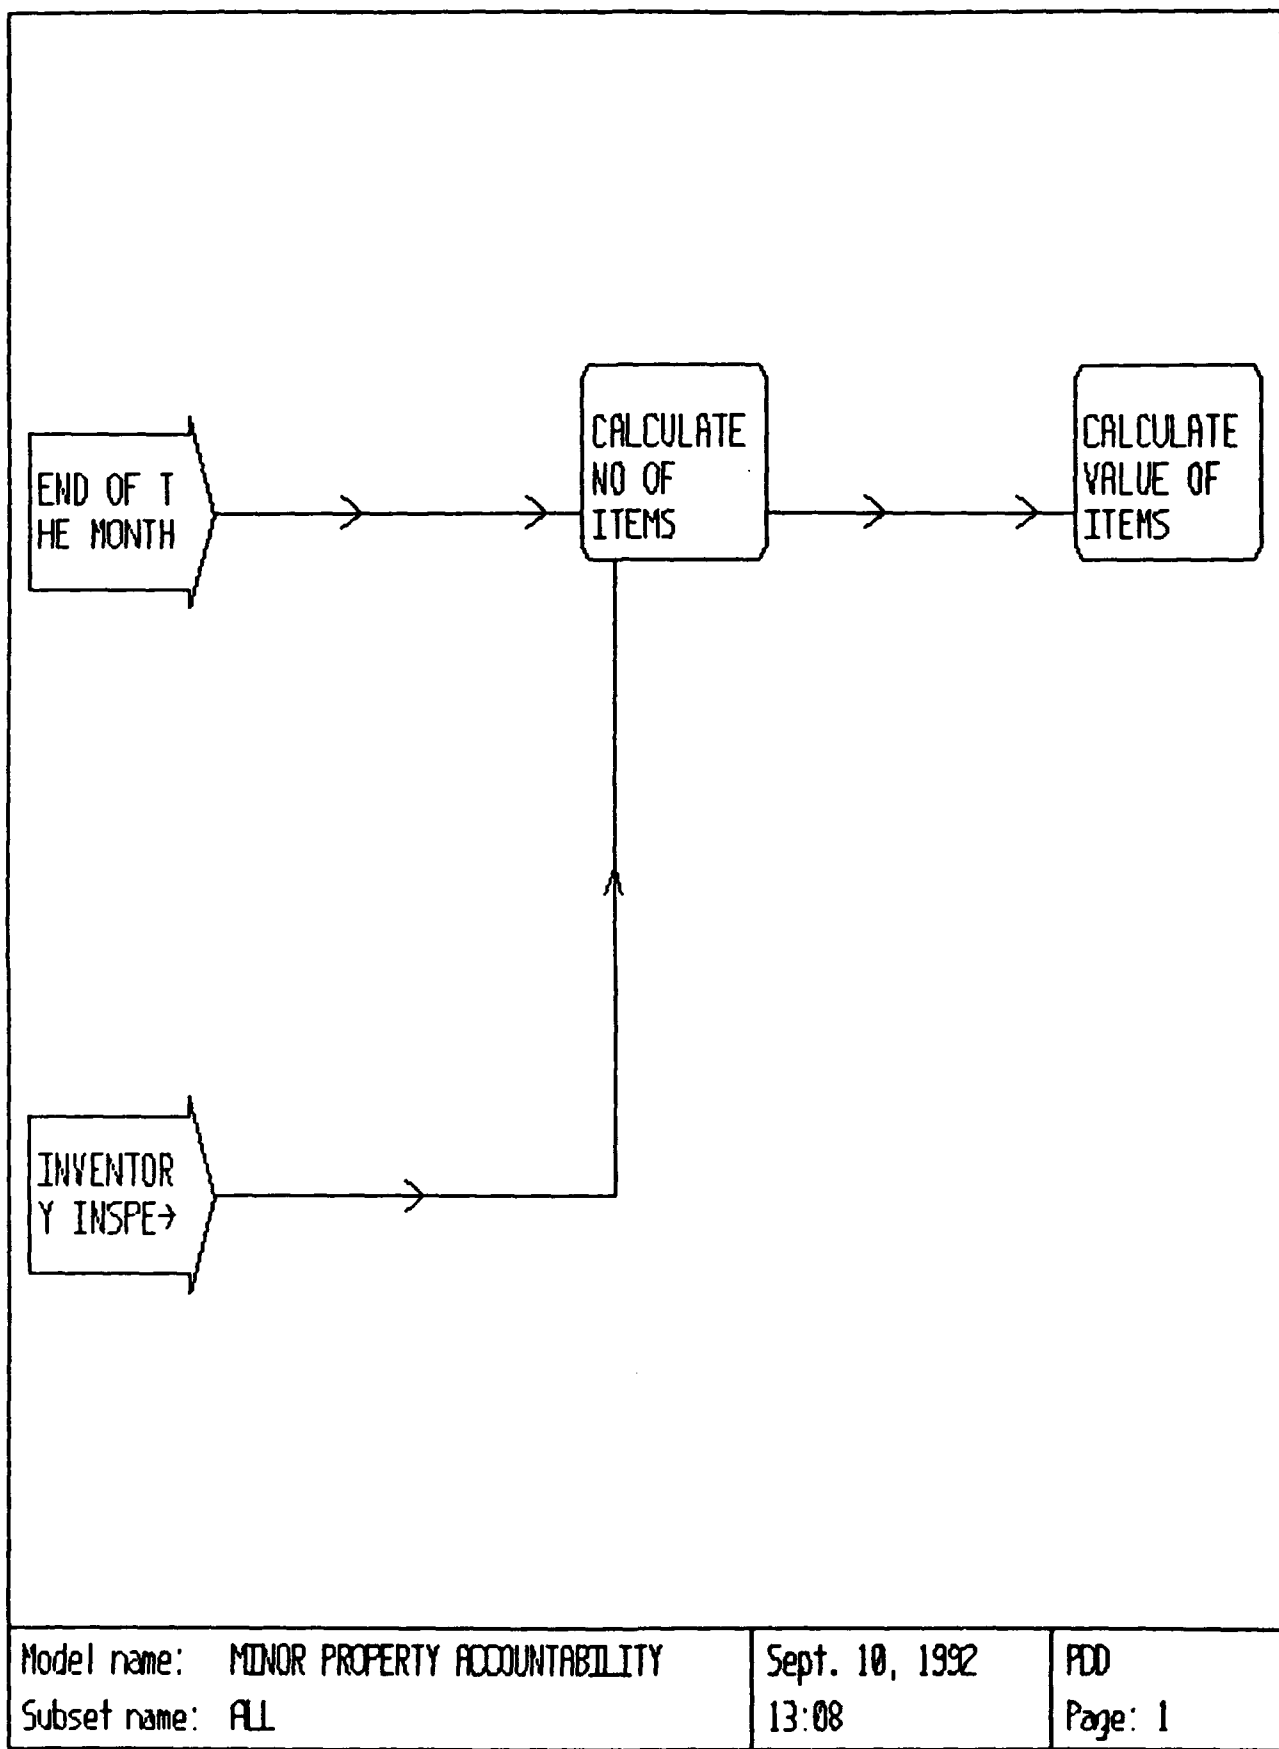 CALCULATE
NO OF
ITEMS
CALCULATE
VALUE OF
ITEMS
END OF T
HE MONTH
INVENTOR
Y INSPE→
Model name: MINOR PROPERTY ACCOUNTABILITY
Subset name: ALL
Sept. 10, 1992
13:08
PDD
Page: 1